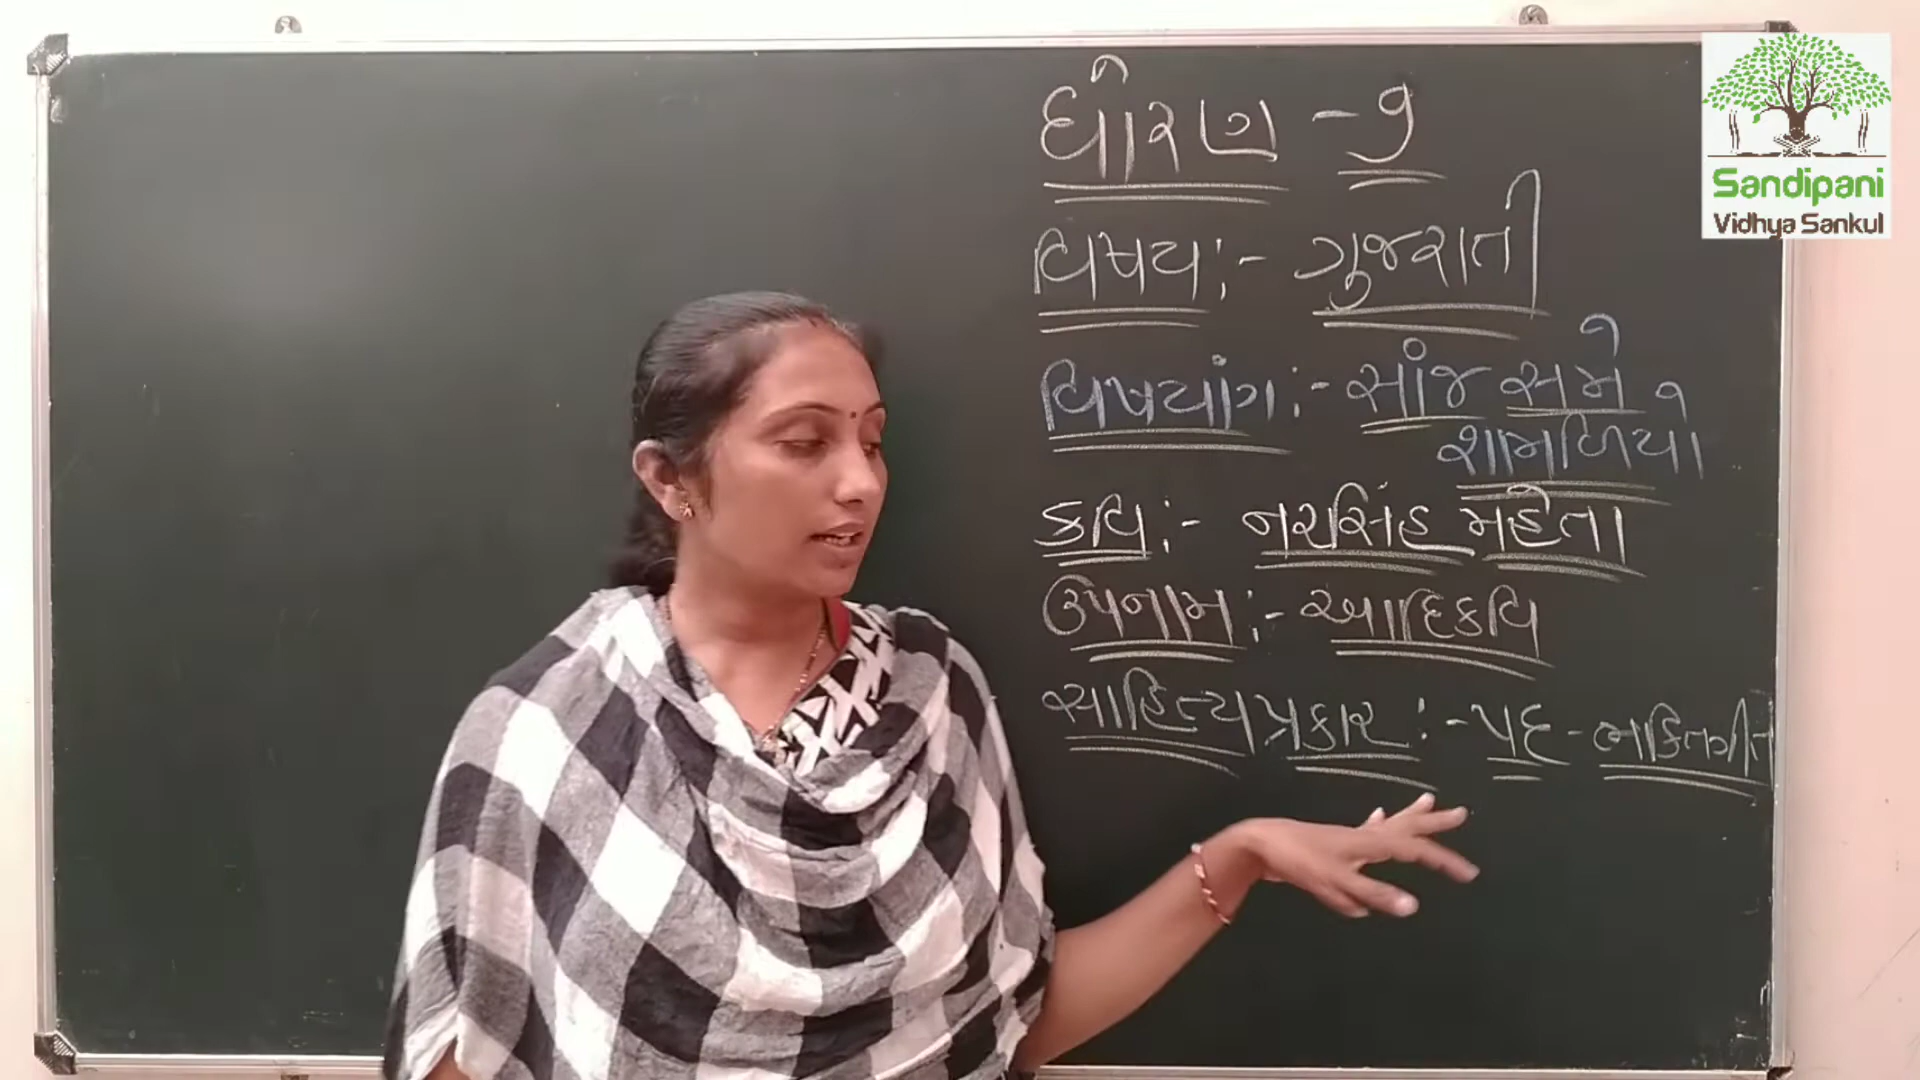 ધોરણ - ૭
વિષય :- ગુજરાતી
વિષયાંગ :- સાંજ સમે
શામળિયો
કવિ :- નરસિંહ મહેતા
ઉપનામ :- આદિકવિ
સાહિત્યપ્રકાર :- પદ - ભકિતગીત
Sandipani
Vidhya Sankul